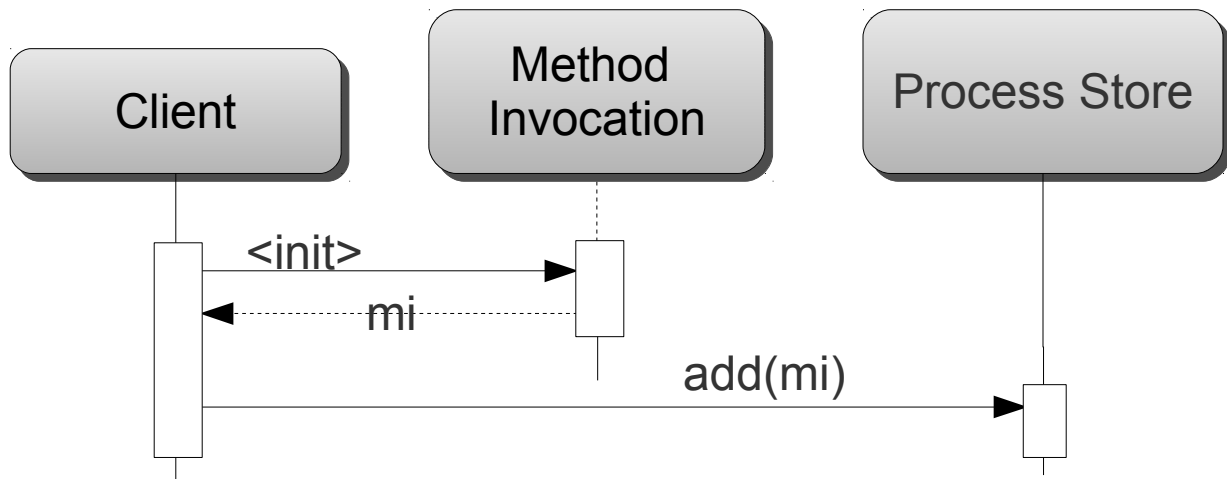 Client
Method
Invocation
Process Store
<init>
mi
add(mi)